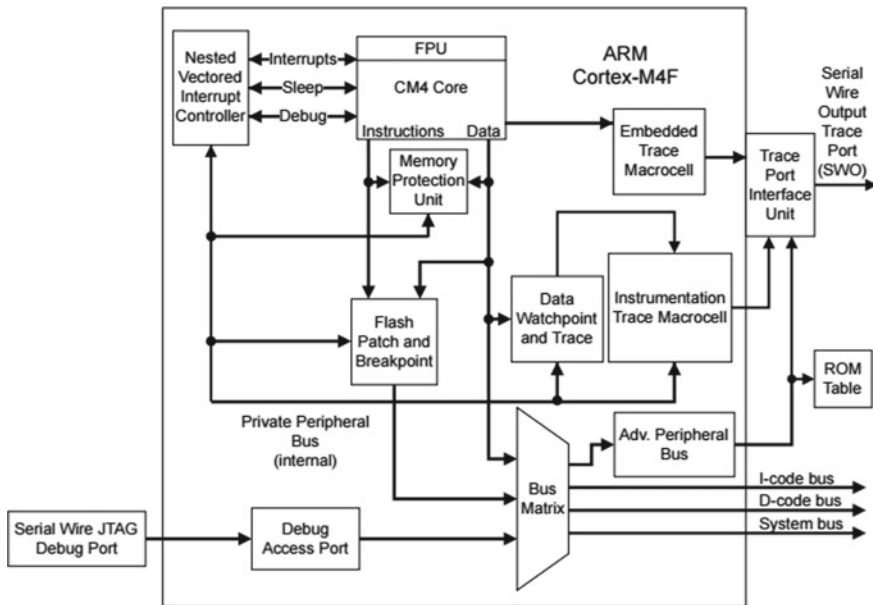 Nested
Vectored
Interrupt
Controller
Interrupts
Sleep
Debug
FPU
CM4 Core
Instructions Data
ARM
Cortex-M4F
Serial
Wire
Output
Trace
Port
(SWO)
Embedded
Trace
Macrocell
Trace
Port
Interface
Unit
Memory
Protection
Unit
Flash
Patch and
Breakpoint
Data
Watchpoint
and Trace
Instrumentation
Trace Macrocell
ROM
Table
Private Peripheral
Bus
(internal)
Adv. Peripheral
Bus
Bus
Matrix
I-code bus
D-code bus
System bus
Serial Wire JTAG
Debug Port
Debug
Access Port